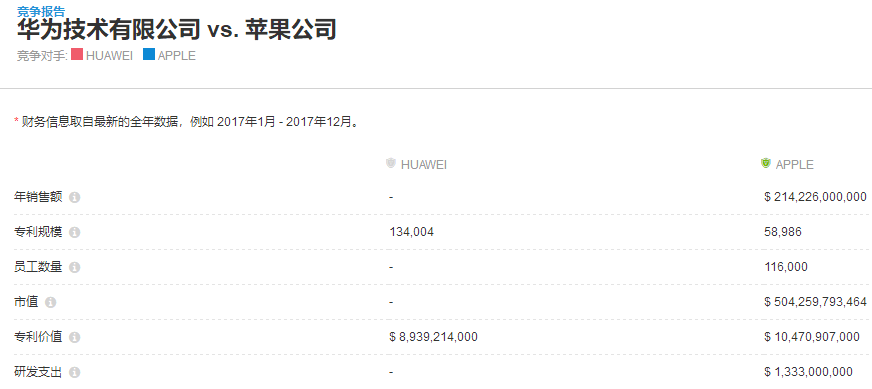 竞争报告
华为技术有限公司 vs. 苹果公司
竞争对手: HUAWEI APPLE
* 财务信息取自最新的全年数据，例如 2017年1月 - 2017年12月。
HUAWEI APPLE
年销售额 - $ 214,226,000,000
专利规模 134,004 58,986
员工数量 - 116,000
市值 - $ 504,259,793,464
专利价值 $ 8,939,214,000 $ 10,470,907,000
研发支出 - $ 1,333,000,000